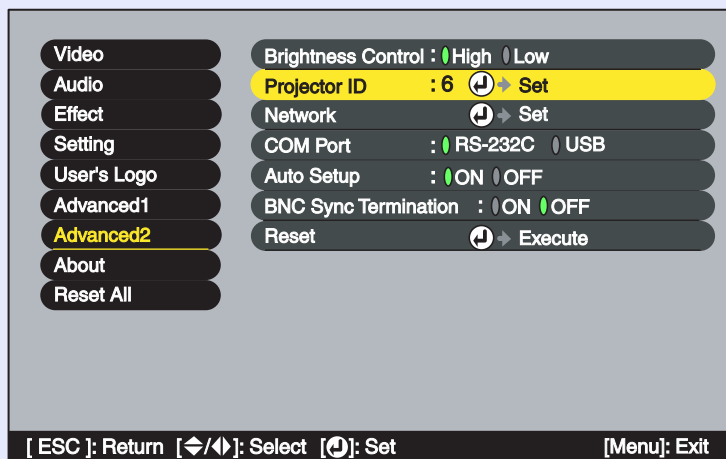 Video
Audio
Effect
Setting
User's Logo
Advanced1
Advanced2
About
Reset All
Brightness Control : High Low
Projector ID : 6 Set
Network Set
COM Port : RS-232C USB
Auto Setup : ON OFF
BNC Sync Termination : ON OFF
Reset Execute
[ ESC ]: Return [/]: Select []: Set [Menu]: Exit